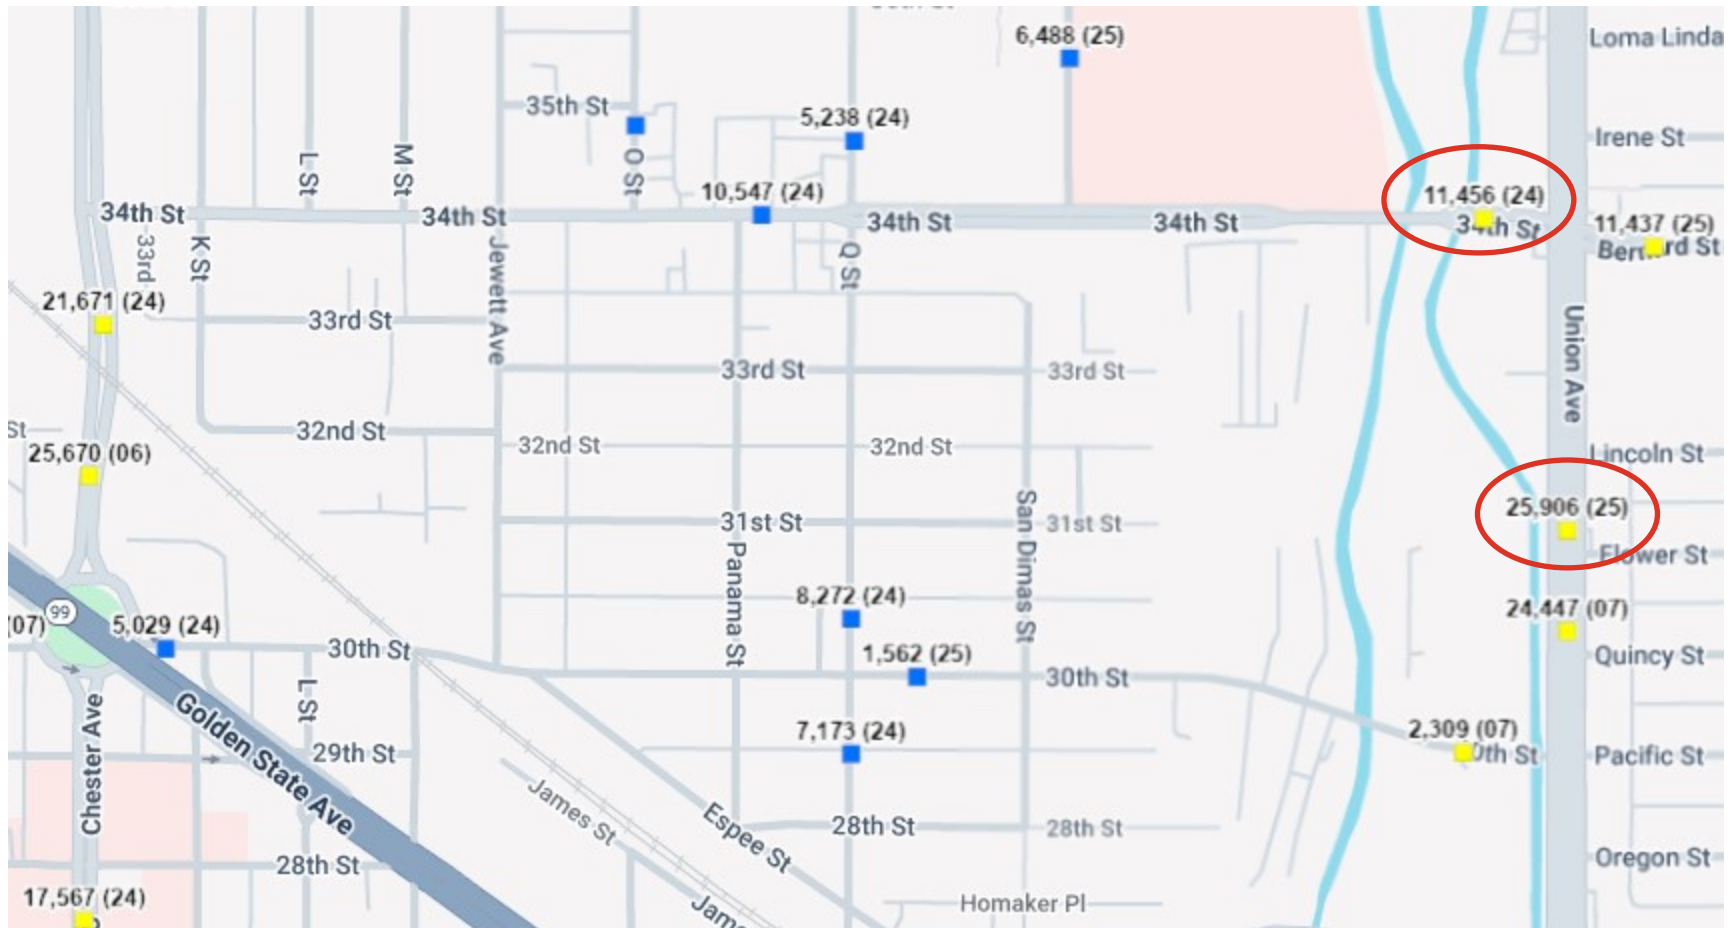 Loma Linda
6,488 (25)
35th St
5,238 (24)
Irene St
L St
M St
O St
10,547 (24)
11,456 (24)
34th St
34th St
34th St
34th St
34th St
11,437 (25)
33rd
K St
Jewett Ave
Q St
21,671 (24)
33rd St
Union Ave
33rd St
33rd St
St
32nd St
32nd St
32nd St
Lincoln St
25,670 (06)
San Dimas St
25,906 (25)
31st St
31st St
Flower St
Panama St
8,272 (24)
24,447 (07)
99
(07)
5,029 (24)
30th St
1,562 (25)
30th St
Quincy St
L St
Chester Ave
Golden State Ave
29th St
7,173 (24)
2,309 (07)
Pacific St
James St
Espee St
28th St
28th St
28th St
Oregon St
17,567 (24)
Homaker Pl